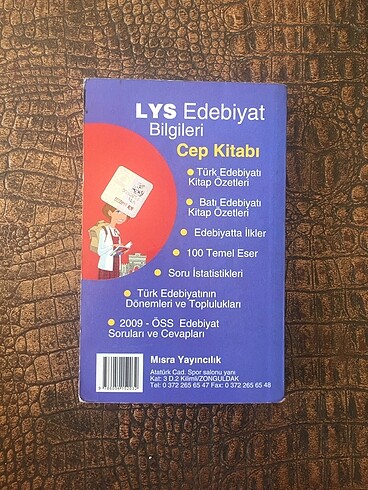 LYS Edebiyat
Bilgileri
Cep Kitabı
Türk Edebiyatı
Kitap Özetleri
Batı Edebiyatı
Kitap Özetleri
Edebiyatta İlkler
100 Temel Eser
Soru İstatistikleri
Türk Edebiyatının
Dönemleri ve Toplulukları
2009 - ÖSS Edebiyat
Soruları ve Cevapları
Mısra Yayıncılık
Atatürk Cad. Spor salonu yanı
Kat: 3 D.2 Kilimli/ZONGULDAK
Tel: 0 372 265 65 47 Fax: 0 372 265 65 48